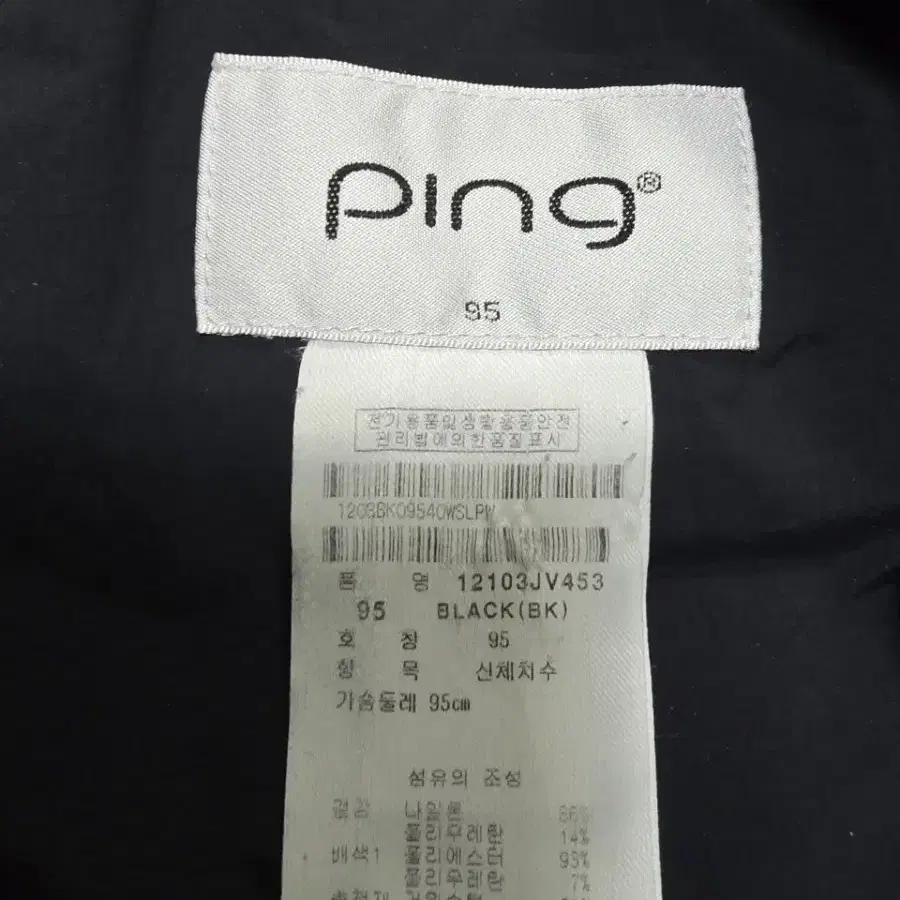 ping®
95
전기용품및생활용품안전
관리법에의한품질표시
품 명 12103JV453
95 BLACK(BK)
호 칭 95
항 목 신체치수
가슴둘레 95cm
섬유의 조성
겉감 나일론 86%
폴리우레탄 14%
배색1 폴리에스터 93%
폴리우레탄 7%